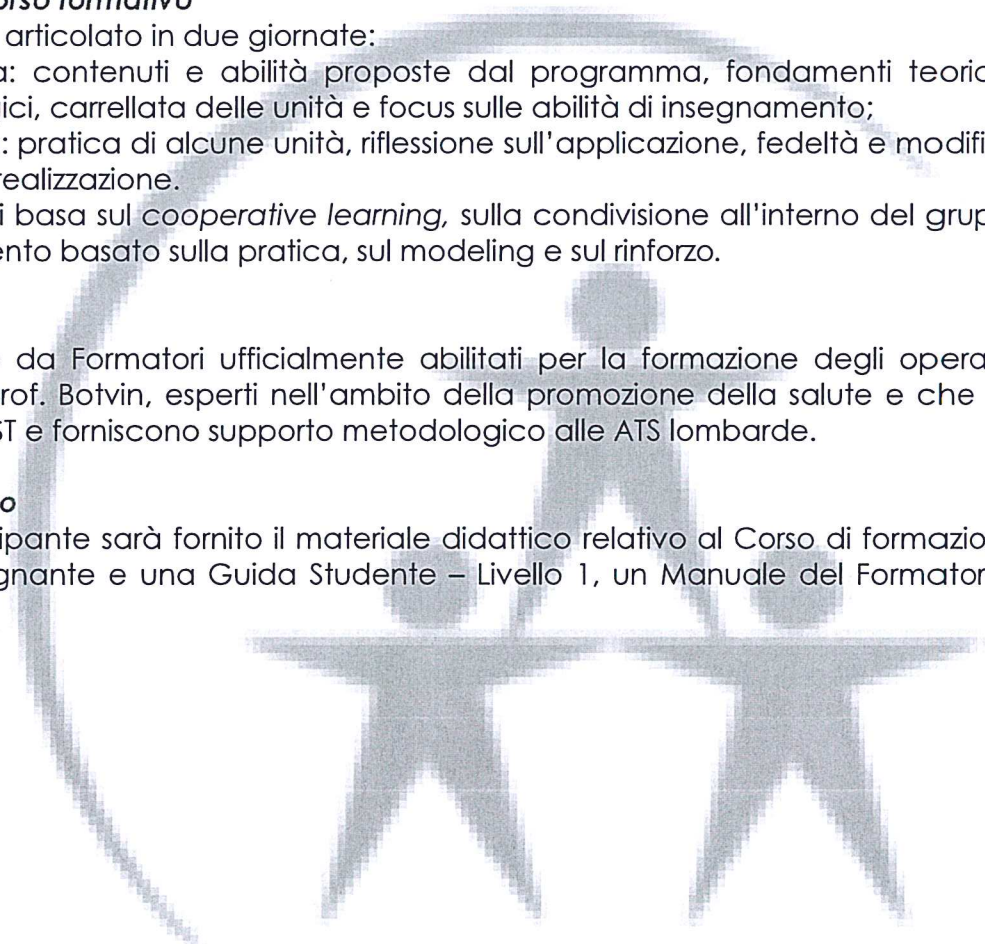 orso formativo
articolato in due giornate:
a: contenuti e abilità proposte dal programma, fondamenti teoric
ici, carrellata delle unità e focus sulle abilità di insegnamento;
: pratica di alcune unità, riflessione sull'applicazione, fedeltà e modifi
realizzazione.
i basa sul cooperative learning, sulla condivisione all'interno del grup
ento basato sulla pratica, sul modeling e sul rinforzo.
da Formatori ufficialmente abilitati per la formazione degli opera
rof. Botvin, esperti nell'ambito della promozione della salute e che
ST e forniscono supporto metodologico alle ATS lombarde.
o
ipante sarà fornito il materiale didattico relativo al Corso di formazio
gnante e una Guida Studente – Livello 1, un Manuale del Formator